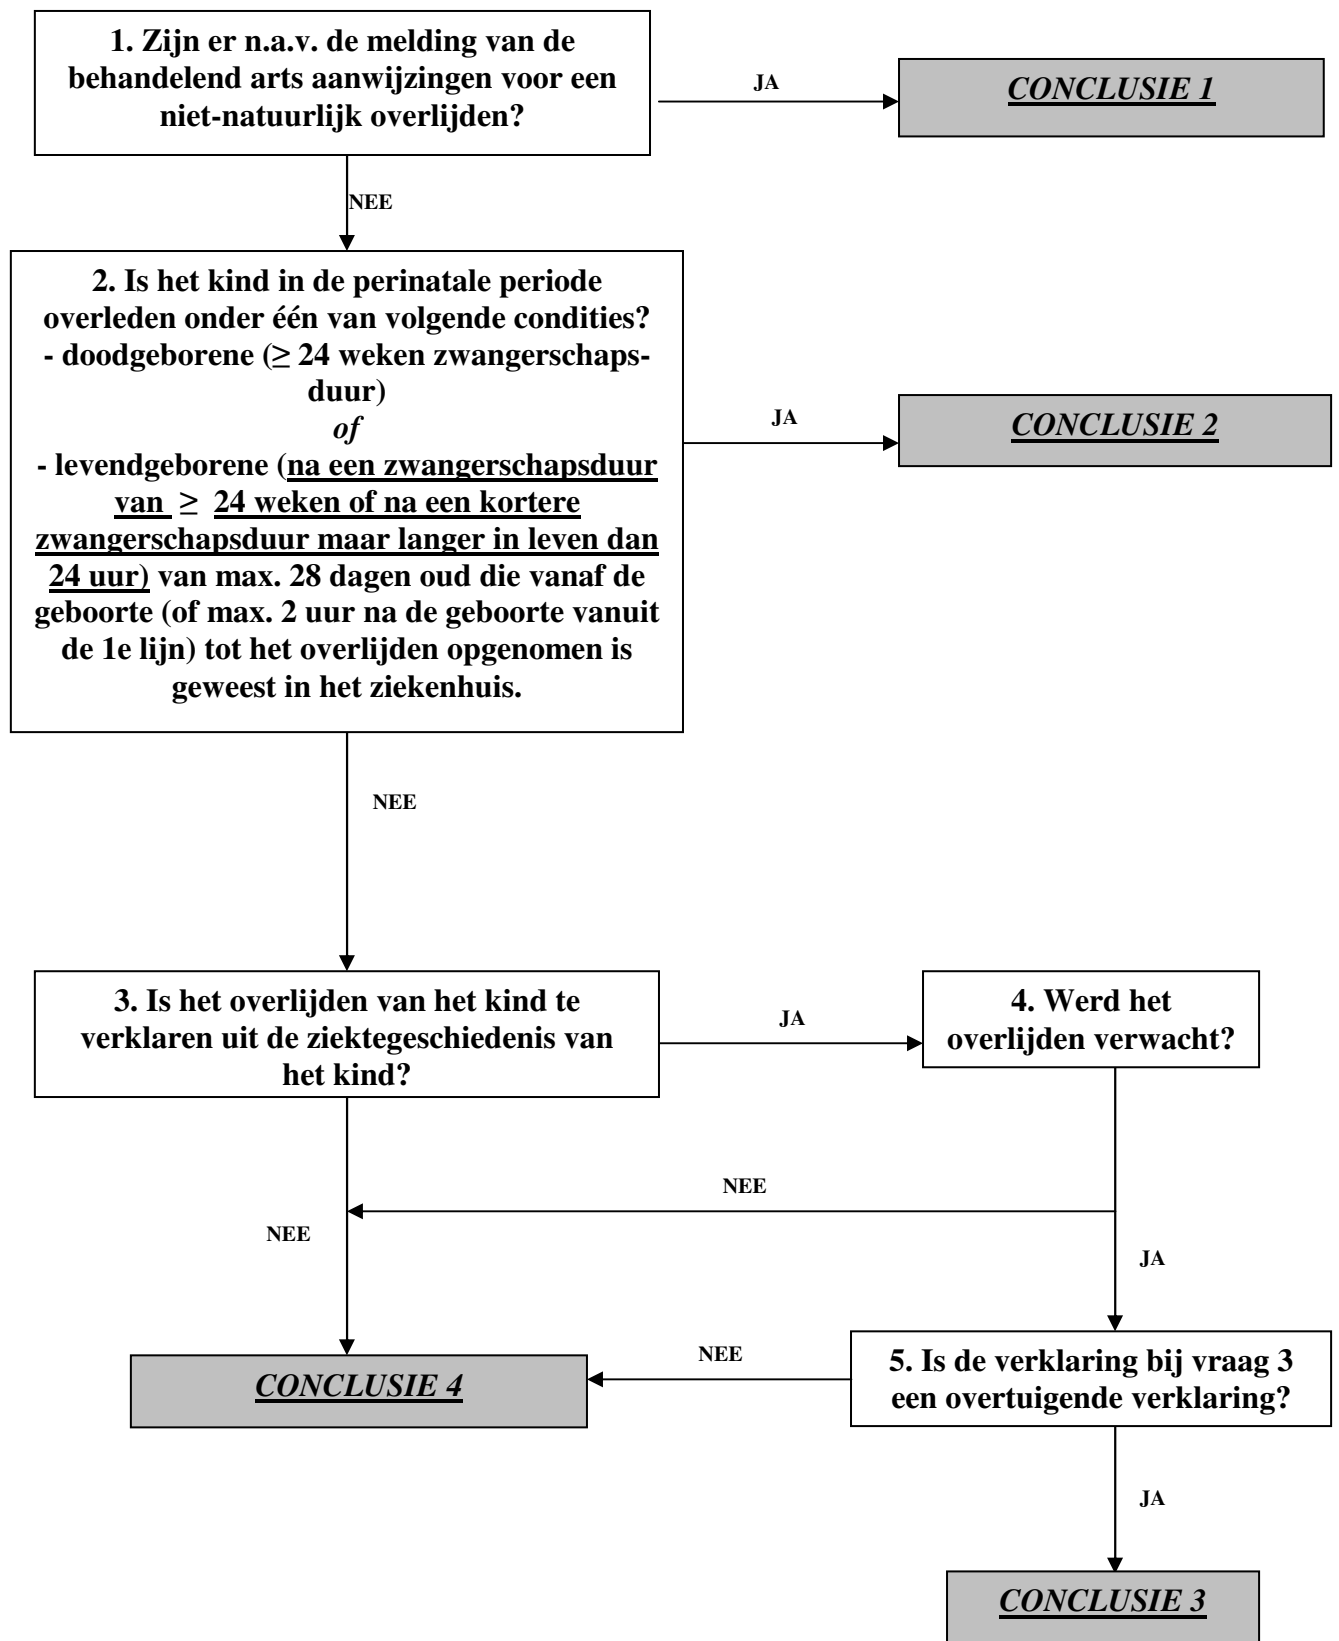 1. Zijn er n.a.v. de melding van de
behandelend arts aanwijzingen voor een
niet-natuurlijk overlijden?
JA
CONCLUSIE 1
NEE
2. Is het kind in de perinatale periode
overleden onder één van volgende condities?
- doodgeborene (≥ 24 weken zwangerschaps-
duur)
of
- levendgeborene (na een zwangerschapsduur
van ≥ 24 weken of na een kortere
zwangerschapsduur maar langer in leven dan
24 uur) van max. 28 dagen oud die vanaf de
geboorte (of max. 2 uur na de geboorte vanuit
de 1e lijn) tot het overlijden opgenomen is
geweest in het ziekenhuis.
JA
CONCLUSIE 2
NEE
3. Is het overlijden van het kind te
verklaren uit de ziektegeschiedenis van
het kind?
JA
4. Werd het
overlijden verwacht?
NEE
NEE
JA
CONCLUSIE 4
NEE
5. Is de verklaring bij vraag 3
een overtuigende verklaring?
JA
CONCLUSIE 3